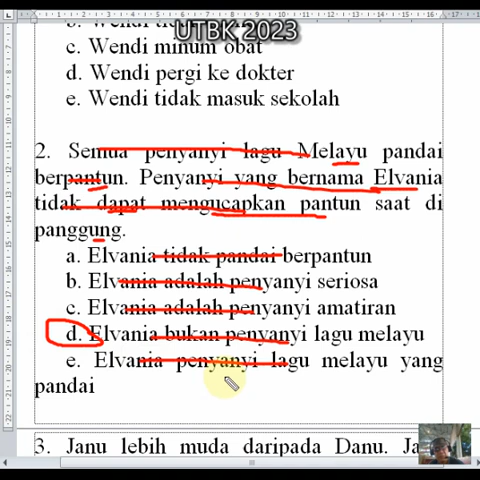 UTBK 2023
b. Wendi
c. Wendi minum obat
d. Wendi pergi ke dokter
e. Wendi tidak masuk sekolah
2. Semua penyanyi lagu Melayu pandai
berpantun. Penyanyi yang bernama Elvania
tidak dapat mengucapkan pantun saat di
panggung.
a. Elvania tidak pandai berpantun
b. Elvania adalah penyanyi seriosa
c. Elvania adalah penyanyi amatiran
d. Elvania bukan penyanyi lagu melayu
e. Elvania penyanyi lagu melayu yang
pandai
3. Janu lebih muda daripada Danu.